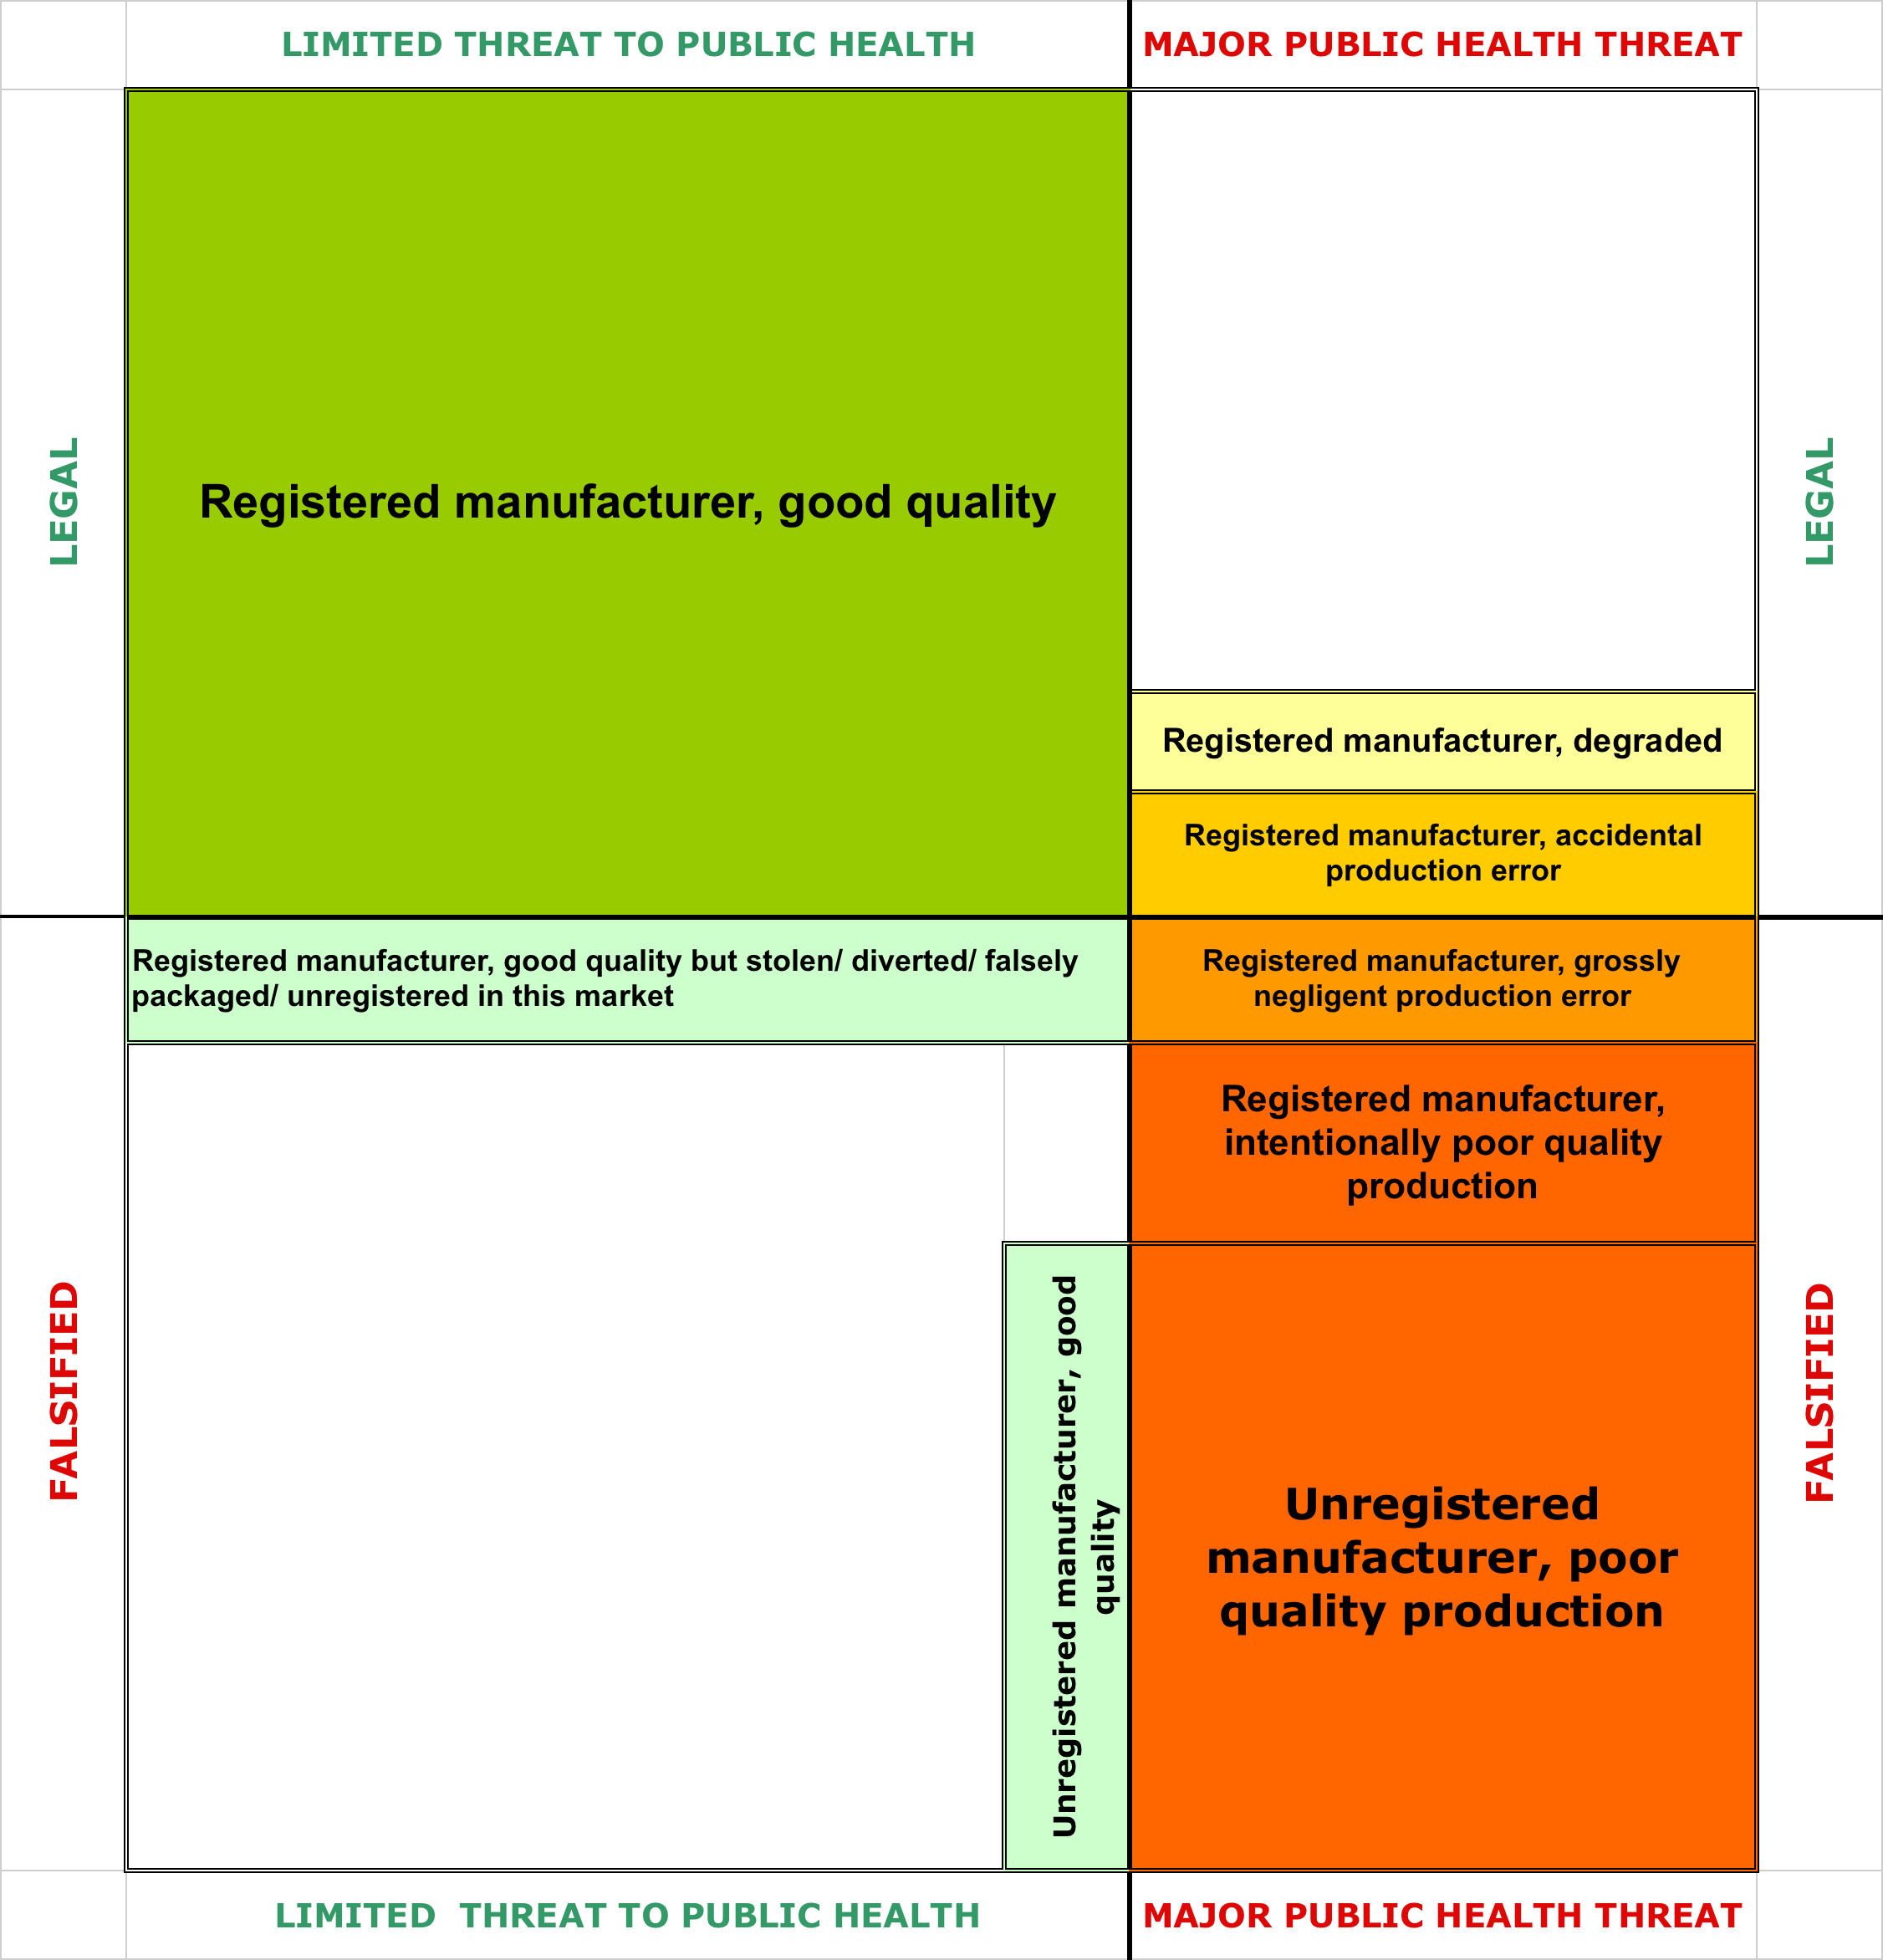 LIMITED THREAT TO PUBLIC HEALTH
MAJOR PUBLIC HEALTH THREAT
LEGAL
Registered manufacturer, good quality
LEGAL
Registered manufacturer, degraded
Registered manufacturer, accidental
production error
Registered manufacturer, good quality but stolen/ diverted/ falsely
packaged/ unregistered in this market
Registered manufacturer, grossly
negligent production error
Registered manufacturer,
intentionally poor quality
production
FALSIFIED
Unregistered manufacturer, good
quality
Unregistered
manufacturer, poor
quality production
FALSIFIED
LIMITED  THREAT TO PUBLIC HEALTH
MAJOR PUBLIC HEALTH THREAT